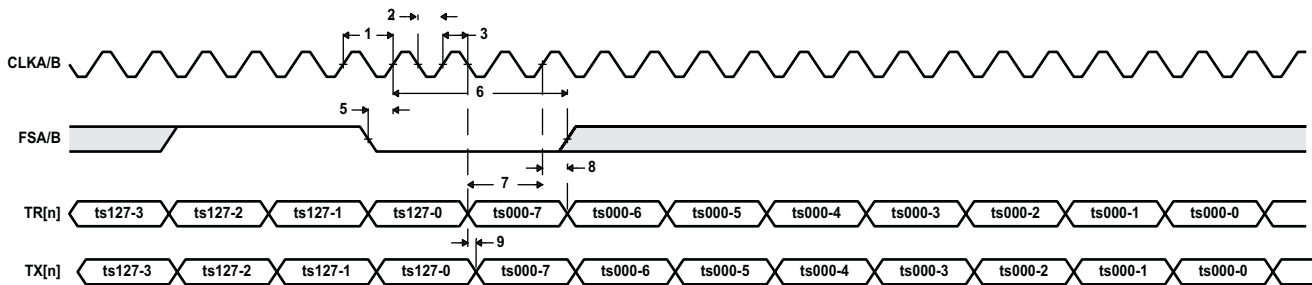 2
1
3
CLKA/B
6
5
FSA/B
8
7
TR[n] ts127-3 ts127-2 ts127-1 ts127-0 ts000-7 ts000-6 ts000-5 ts000-4 ts000-3 ts000-2 ts000-1 ts000-0
9
TX[n] ts127-3 ts127-2 ts127-1 ts127-0 ts000-7 ts000-6 ts000-5 ts000-4 ts000-3 ts000-2 ts000-1 ts000-0